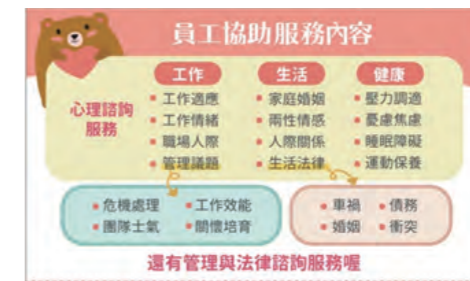 員工協助服務內容
工作 生活 健康
心理諮詢
服務
工作適應 家庭婚姻 壓力調適
工作情緒 兩性情感 憂慮焦慮
職場人際 人際關係 睡眠障礙
管理議題 生活法律 運動保養
危機處理 工作效能
團隊士氣 關懷培育
車禍 債務
婚姻 衝突
還有管理與法律諮詢服務喔